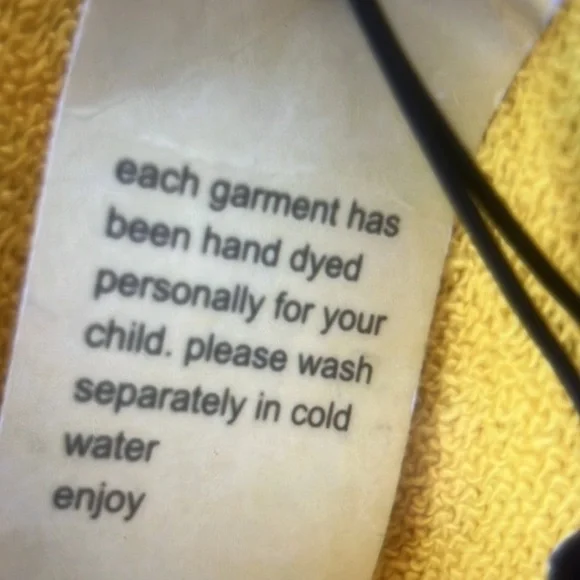 each garment has
been hand dyed
personally for your
child. please wash
separately in cold
water
enjoy